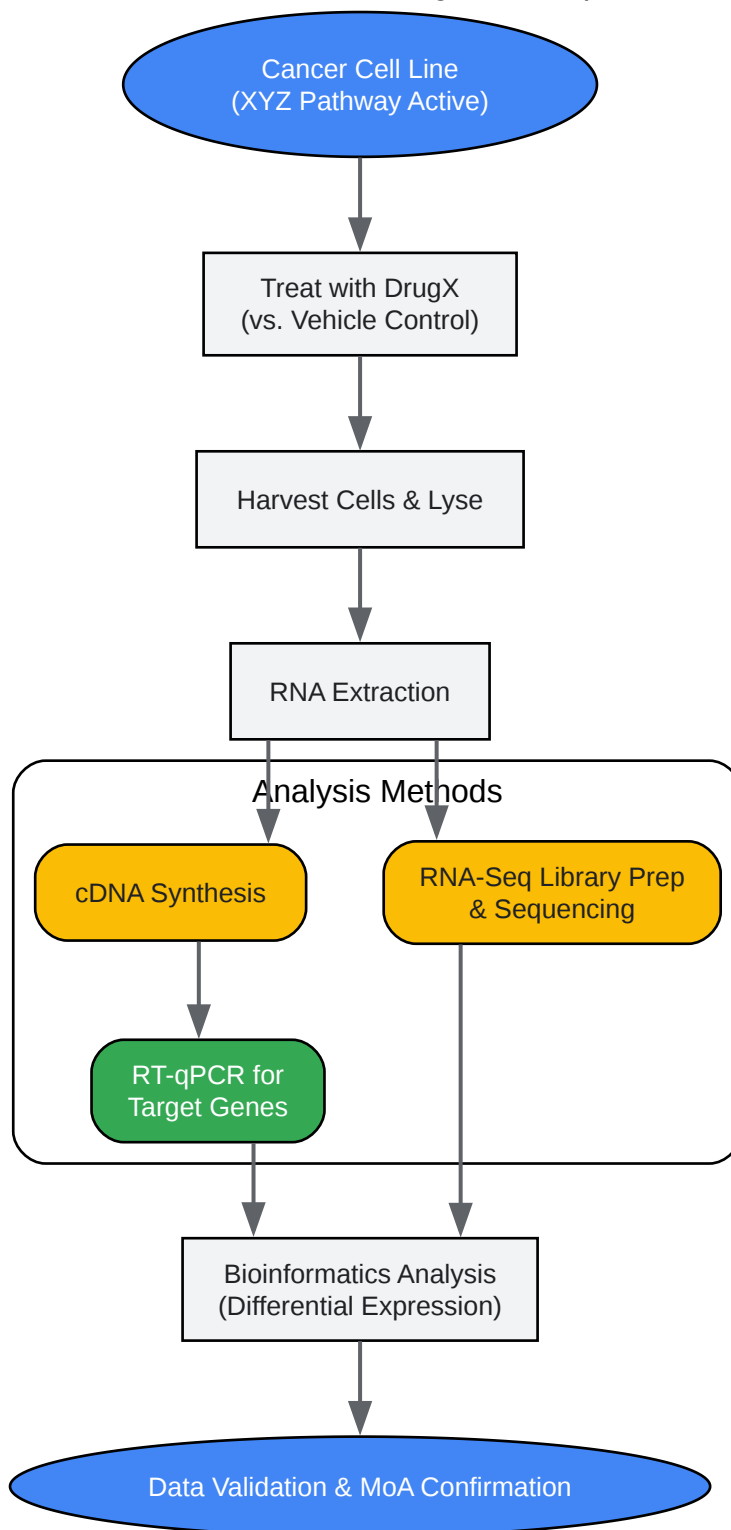 Cancer Cell Line
(XYZ Pathway Active)
Treat with DrugX
(vs. Vehicle Control)
Harvest Cells & Lyse
RNA Extraction
Analysis Methods
cDNA Synthesis
RNA-Seq Library Prep
& Sequencing
RT-qPCR for
Target Genes
Bioinformatics Analysis
(Differential Expression)
Data Validation & MoA Confirmation